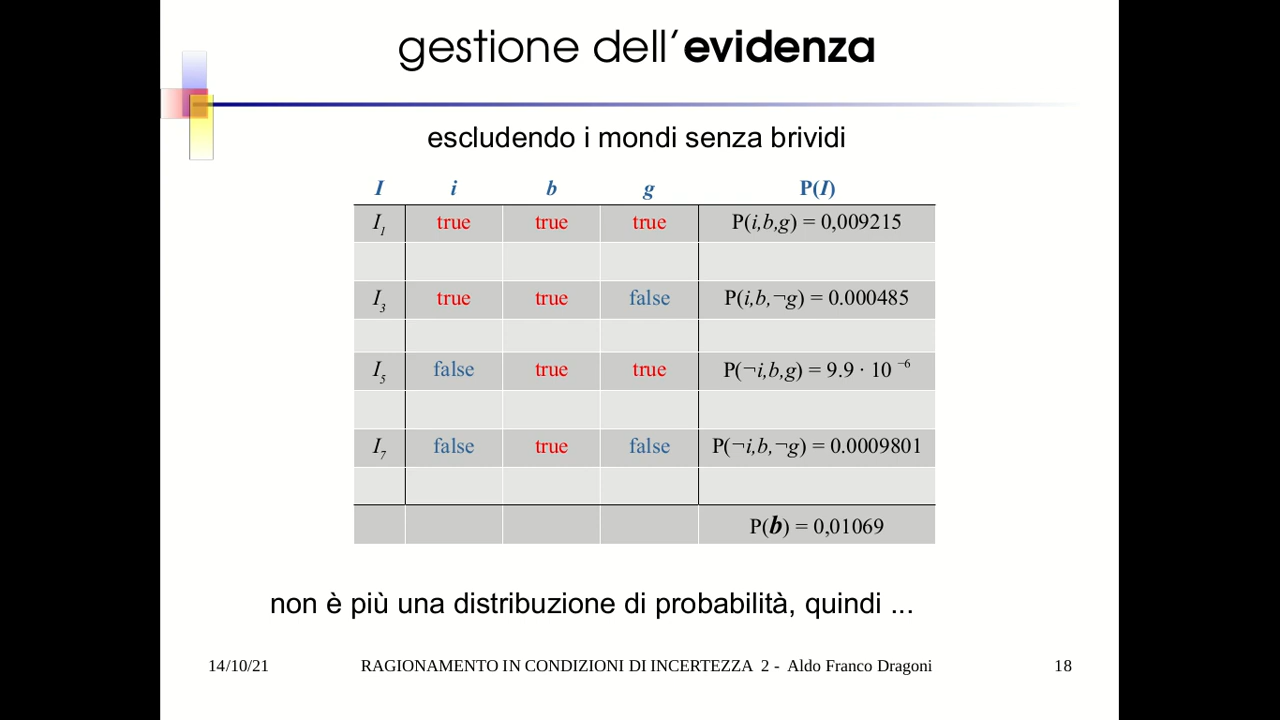 gestione dell’evidenza
escludendo i mondi senza brividi
I i b g P(I)
I1 true true true P(i,b,g) = 0,009215
I3 true true false P(i,b,¬g) = 0.000485
I5 false true true P(¬i,b,g) = 9.9 · 10 –6
I7 false true false P(¬i,b,¬g) = 0.0009801
P(b) = 0,01069
non è più una distribuzione di probabilità, quindi ...
14/10/21 RAGIONAMENTO IN CONDIZIONI DI INCERTEZZA 2 - Aldo Franco Dragoni 18